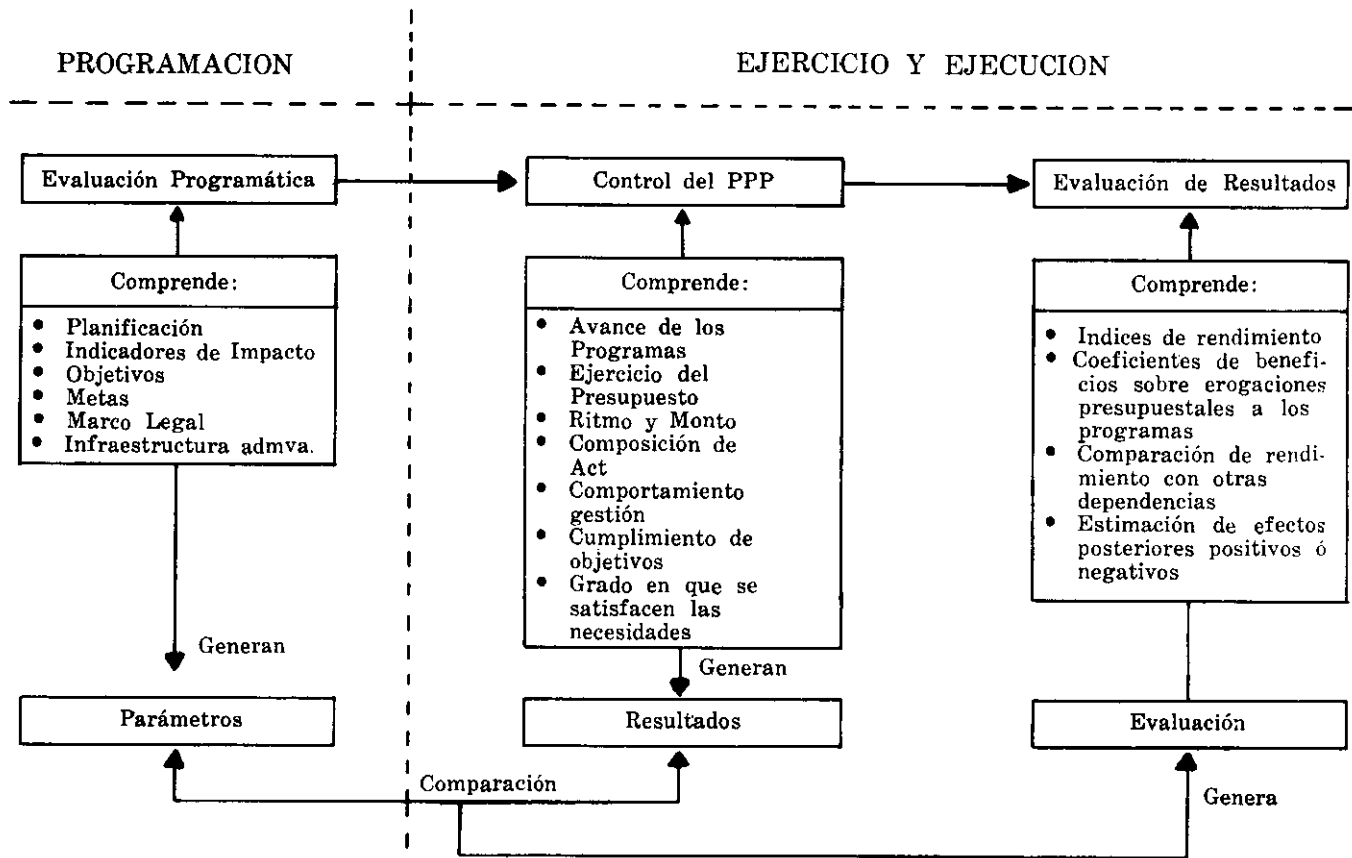 PROGRAMACION
EJERCICIO Y EJECUCION
Evaluación Programática
Control del PPP
Evaluación de Resultados
Comprende:
• Planificación
• Indicadores de Impacto
• Objetivos
• Metas
• Marco Legal
• Infraestructura admva.
Comprende:
• Avance de los
Programas
• Ejercicio del
Presupuesto
• Ritmo y Monto
• Composición de
Act
• Comportamiento
gestión
• Cumplimiento de
objetivos
• Grado en que se
satisfacen las
necesidades
Comprende:
• Indices de rendimiento
• Coeficientes de benefi-
cios sobre erogaciones
presupuestales a los
programas
• Comparación de rendi-
miento con otras
dependencias
• Estimación de efectos
posteriores positivos ó
negativos
Generan
Generan
Parámetros
Resultados
Evaluación
Comparación
Genera